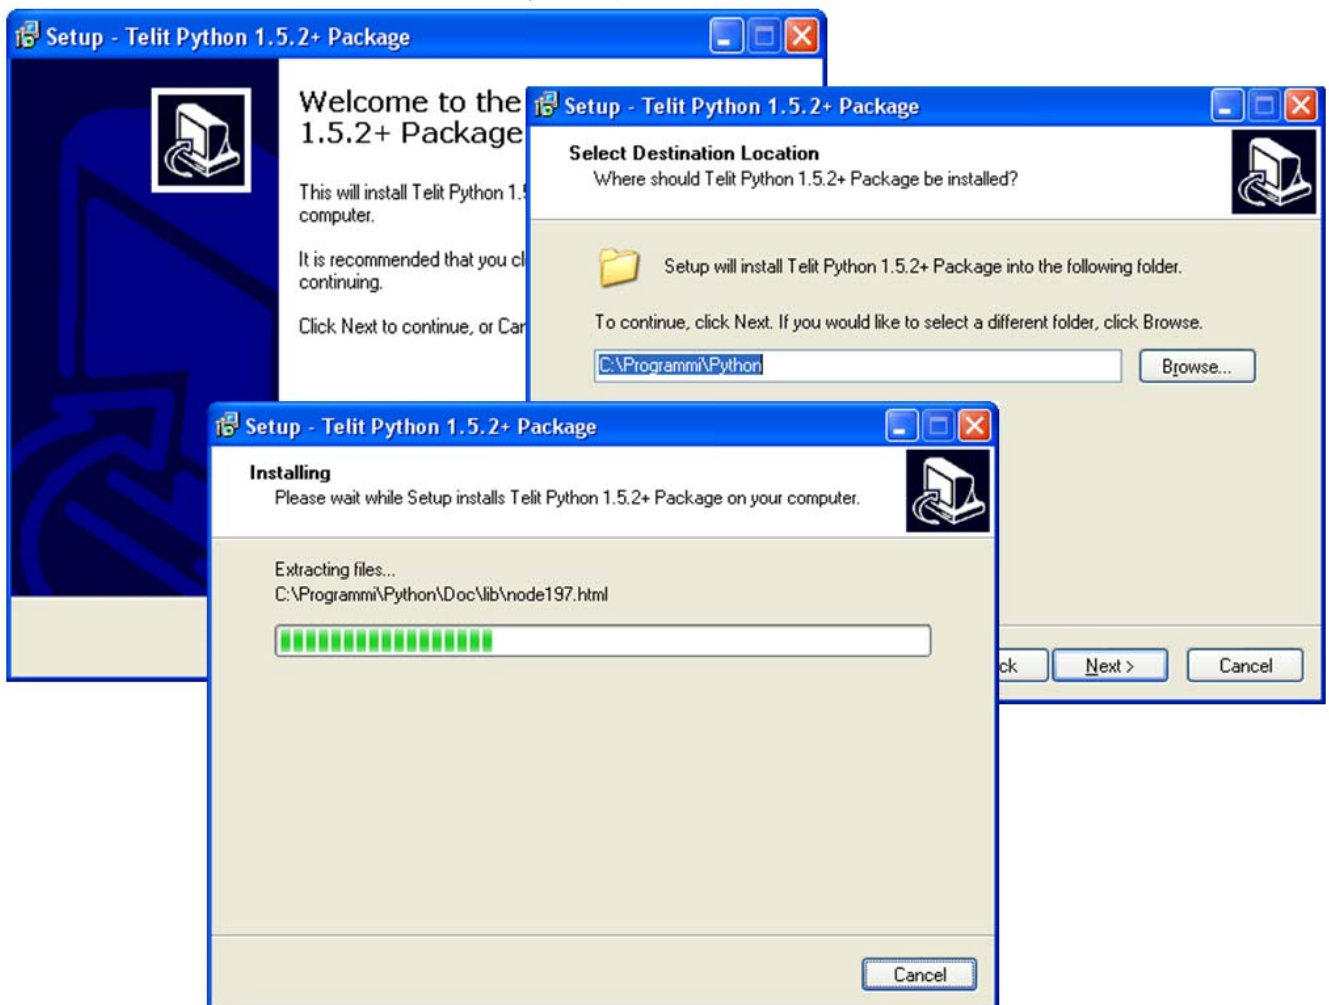 Setup - Telit Python 1.5.2+ Package
Welcome to the
1.5.2+ Package
This will install Telit Python 1.
computer.
It is recommended that you cl
continuing.
Click Next to continue, or Can
Setup - Telit Python 1.5.2+ Package
Select Destination Location
Where should Telit Python 1.5.2+ Package be installed?
Setup will install Telit Python 1.5.2+ Package into the following folder.
To continue, click Next. If you would like to select a different folder, click Browse.
C:\Programmi\Python
Browse...
ck
Next >
Cancel
Setup - Telit Python 1.5.2+ Package
Installing
Please wait while Setup installs Telit Python 1.5.2+ Package on your computer.
Extracting files...
C:\Programmi\Python\Doc\lib\node197.html
Cancel